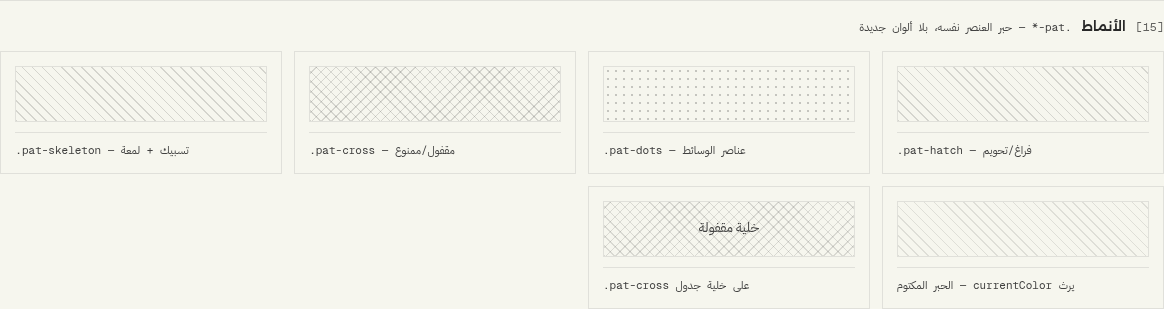 [15] الأنماط .pat-* — حبر العنصر نفسه، بلا ألوان جديدة
.pat-hatch — فراغ/تحويم
.pat-dots — عناصر الوسائط
.pat-cross — مقفول/ممنوع
.pat-skeleton — تسبيك + لمعة
يرث currentColor — الحبر المكتوم
خلية مقفولة
.pat-cross على خلية جدول